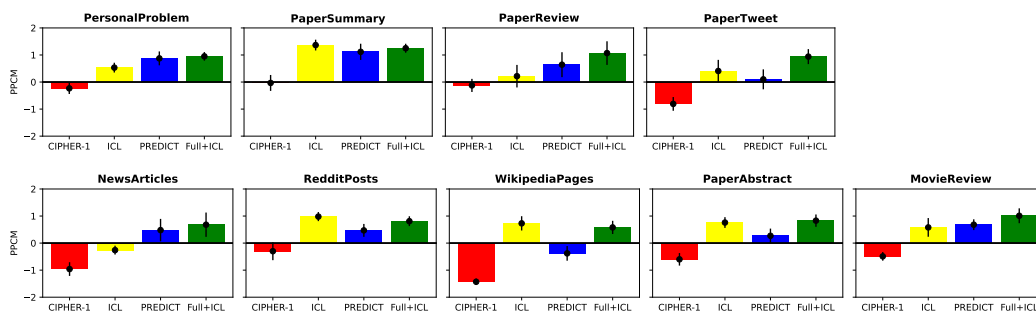 PersonalProblem
PaperSummary
PaperReview
PaperTweet
2
1
0
−1
−2
PPCM
CIPHER-1 ICL PREDICT Full+ICL
CIPHER-1 ICL PREDICT Full+ICL
CIPHER-1 ICL PREDICT Full+ICL
CIPHER-1 ICL PREDICT Full+ICL
NewsArticles
RedditPosts
WikipediaPages
PaperAbstract
MovieReview
2
1
0
−1
−2
PPCM
CIPHER-1 ICL PREDICT Full+ICL
CIPHER-1 ICL PREDICT Full+ICL
CIPHER-1 ICL PREDICT Full+ICL
CIPHER-1 ICL PREDICT Full+ICL
CIPHER-1 ICL PREDICT Full+ICL